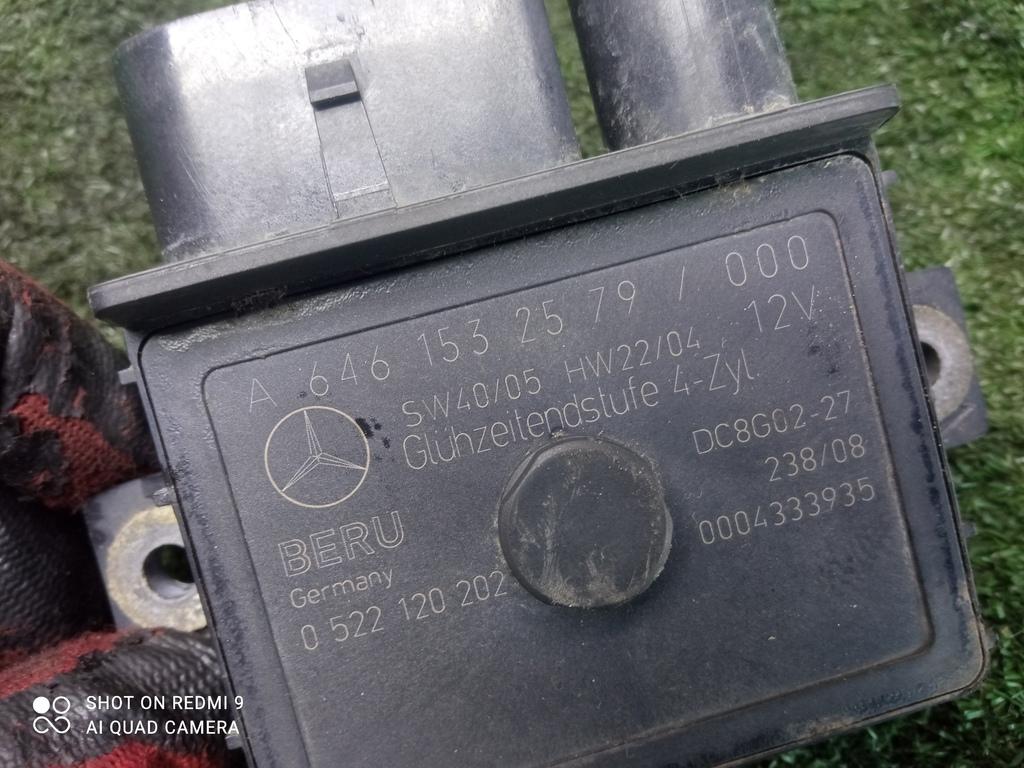 A 646 153 25 79 / 000
SW40/05 HW22/04 12V
Glühzeitendstufe 4-Zyl.
DC8G02-27
238/08
0004333935
BERU
Germany
0 522 120 202
SHOT ON REDMI 9
AI QUAD CAMERA